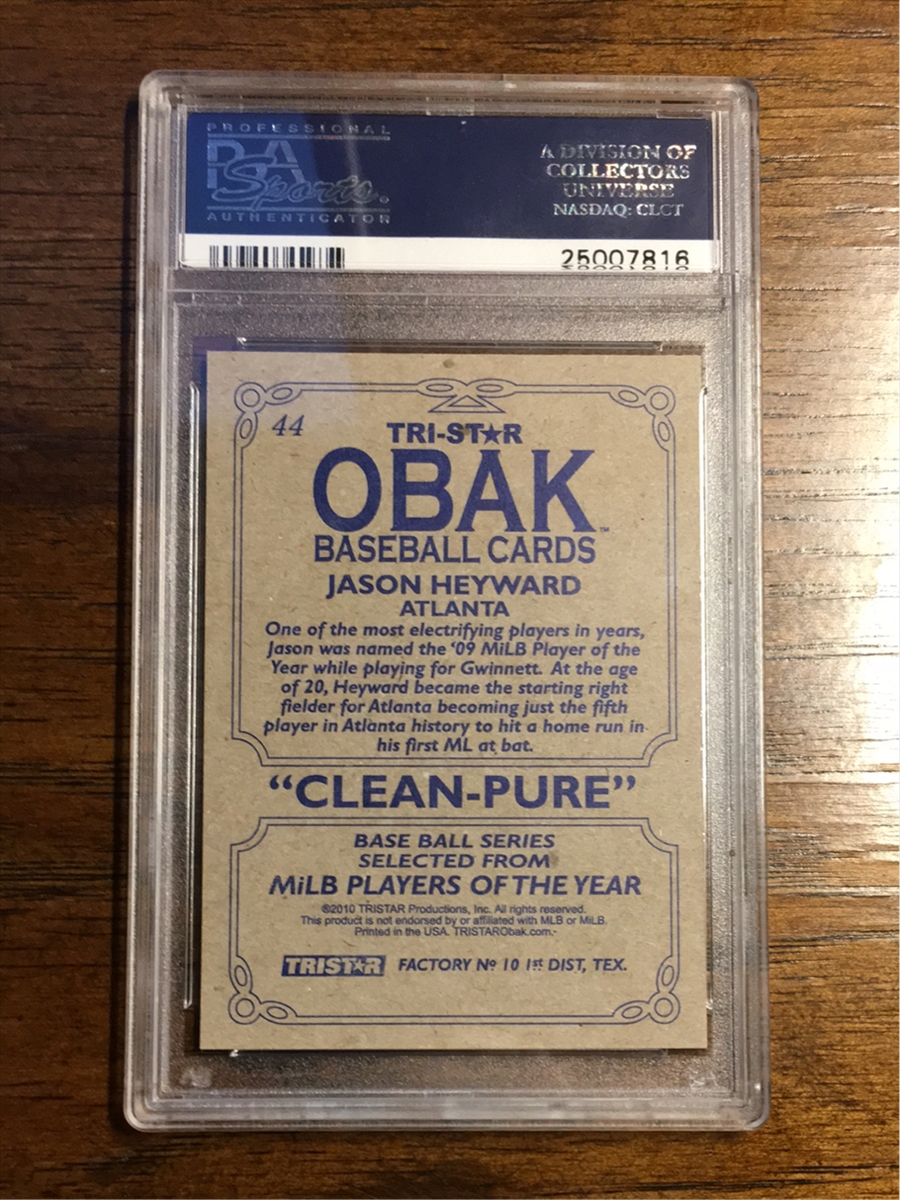 PROFESSIONAL
PSA
Sports.
AUTHENTICATOR
A DIVISION OF
COLLECTORS
UNIVERSE
NASDAQ: CLCT
25007816
44
TRI-ST★R
OBAK™
BASEBALL CARDS
JASON HEYWARD
ATLANTA
One of the most electrifying players in years,
Jason was named the '09 MiLB Player of the
Year while playing for Gwinnett. At the age
of 20, Heyward became the starting right
fielder for Atlanta becoming just the fifth
player in Atlanta history to hit a home run in
his first ML at bat.
“CLEAN-PURE”
BASE BALL SERIES
SELECTED FROM
MiLB PLAYERS OF THE YEAR
®2010 TRISTAR Productions, Inc. All rights reserved.
This product is not endorsed by or affiliated with MLB or MiLB.
Printed in the USA. TRISTARObak.com.
TRIST★R FACTORY Nº 10 1st DIST, TEX.